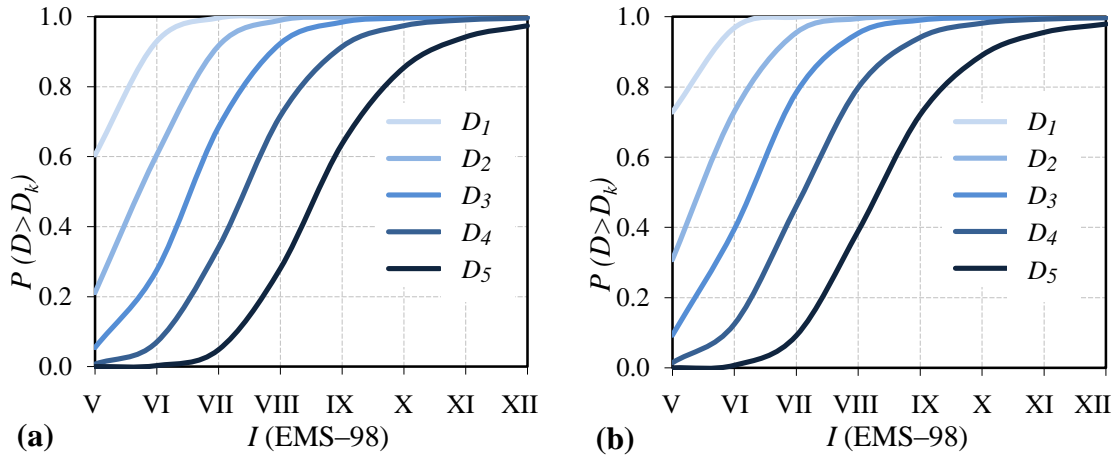 1.0
0.8
0.6
0.4
0.2
0.0
P (D>Dk)
D1
D2
D3
D4
D5
V VI VII VIII IX X XI XII
(a) I (EMS–98)
1.0
0.8
0.6
0.4
0.2
0.0
P (D>Dk)
D1
D2
D3
D4
D5
V VI VII VIII IX X XI XII
(b) I (EMS–98)